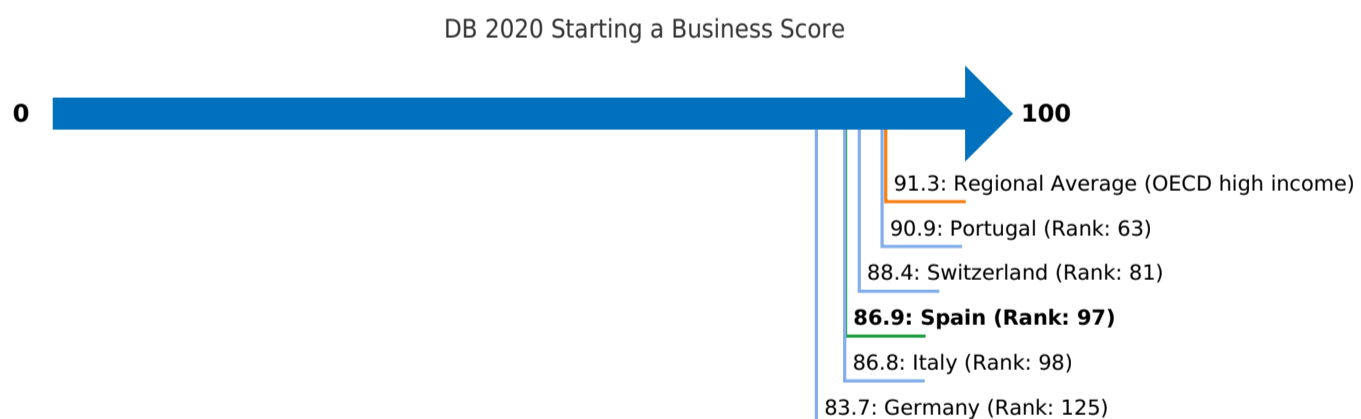 DB 2020 Starting a Business Score
0
100
91.3: Regional Average (OECD high income)
90.9: Portugal (Rank: 63)
88.4: Switzerland (Rank: 81)
86.9: Spain (Rank: 97)
86.8: Italy (Rank: 98)
83.7: Germany (Rank: 125)